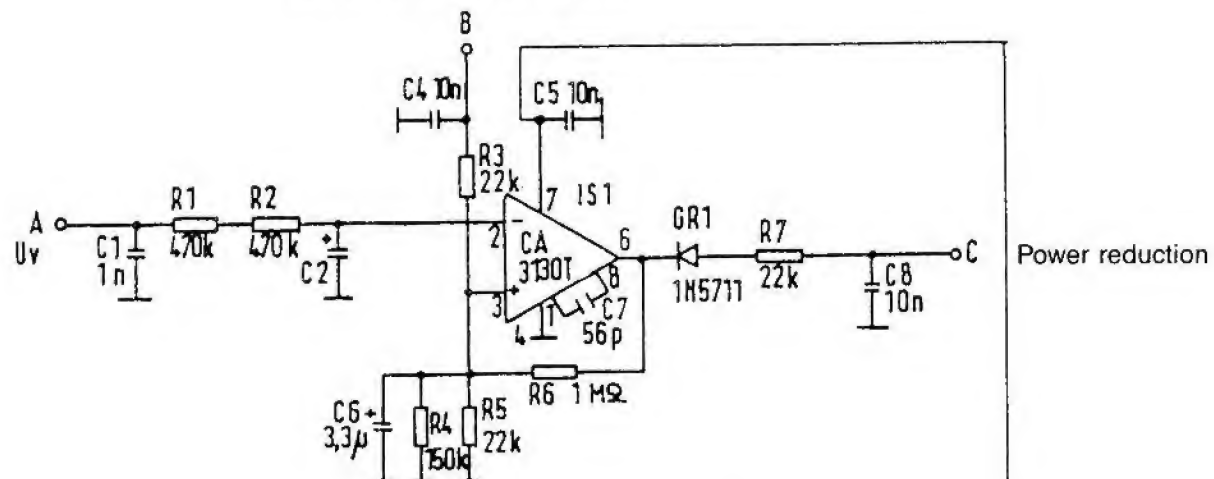 B
C4 10n
C5 10n
R3
22k
7
IS1
A
Uv
R1
470k
R2
470k
C1
1n
+
C2
2
−
CA
3130T
+
3
4
1
8
C7
56p
6
GR1
1N5711
R7
22k
C
C8
10n
Power reduction
R6 1 MΩ
C6 +
3,3µ
R4
150k
R5
22k